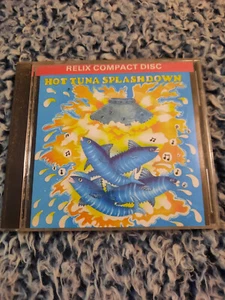 RELIX COMPACT DISC
HOT TUNA SPLASHDOWN